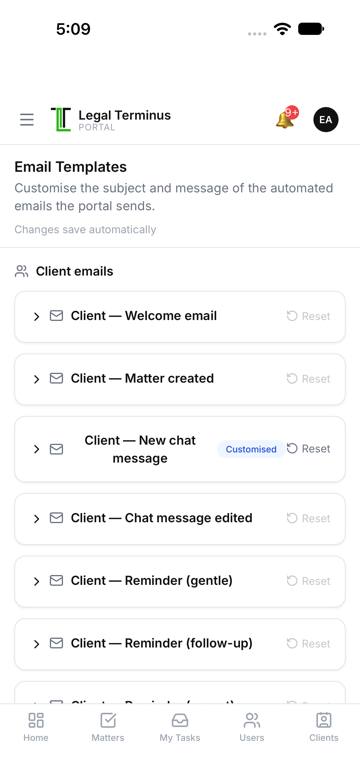 5:09
Legal Terminus
PORTAL
9+
EA
Email Templates
Customise the subject and message of the automated
emails the portal sends.
Changes save automatically
Client emails
Client — Welcome email
Reset
Client — Matter created
Reset
Client — New chat
message
Customised
Reset
Client — Chat message edited
Reset
Client — Reminder (gentle)
Reset
Client — Reminder (follow-up)
Reset
Home
Matters
My Tasks
Users
Clients